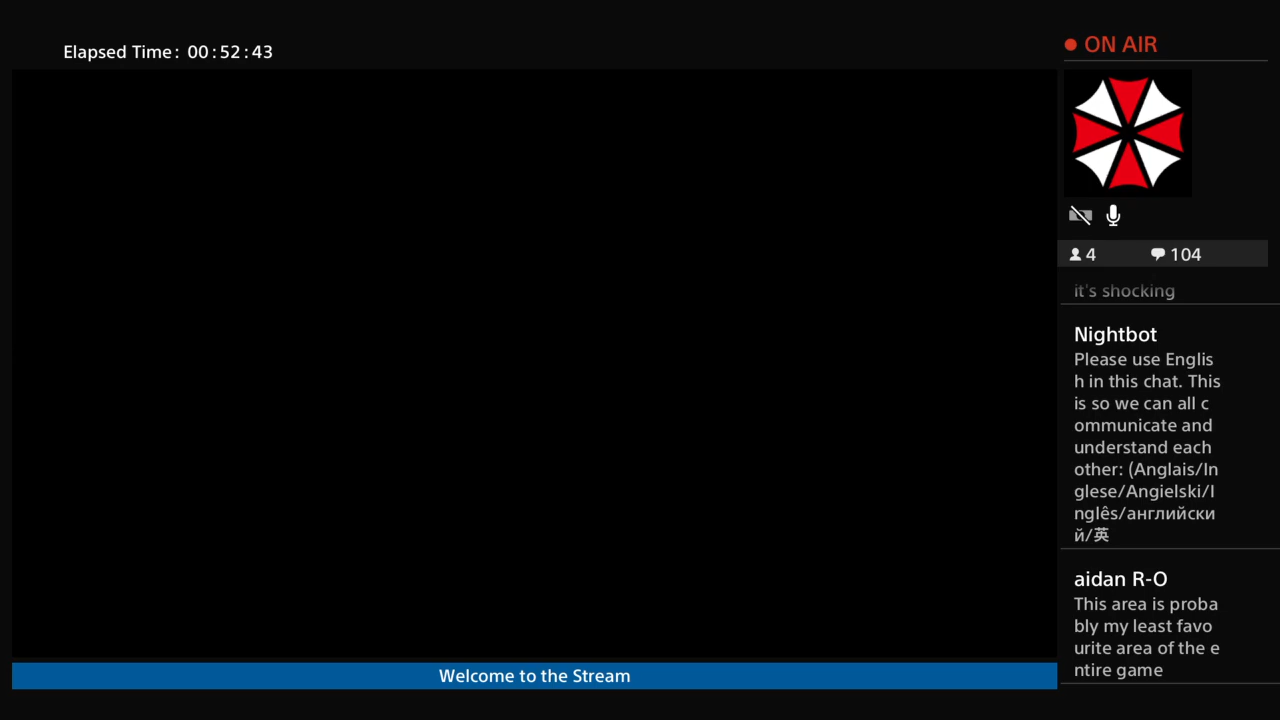 Elapsed Time: 00:52:43
ON AIR
4 104
it's shocking
Nightbot
Please use Englis
h in this chat. This
is so we can all c
ommunicate and
understand each
other: (Anglais/In
glese/Angielski/I
nglês/английски
й/英
aidan R-O
This area is proba
bly my least favo
urite area of the e
ntire game
Welcome to the Stream